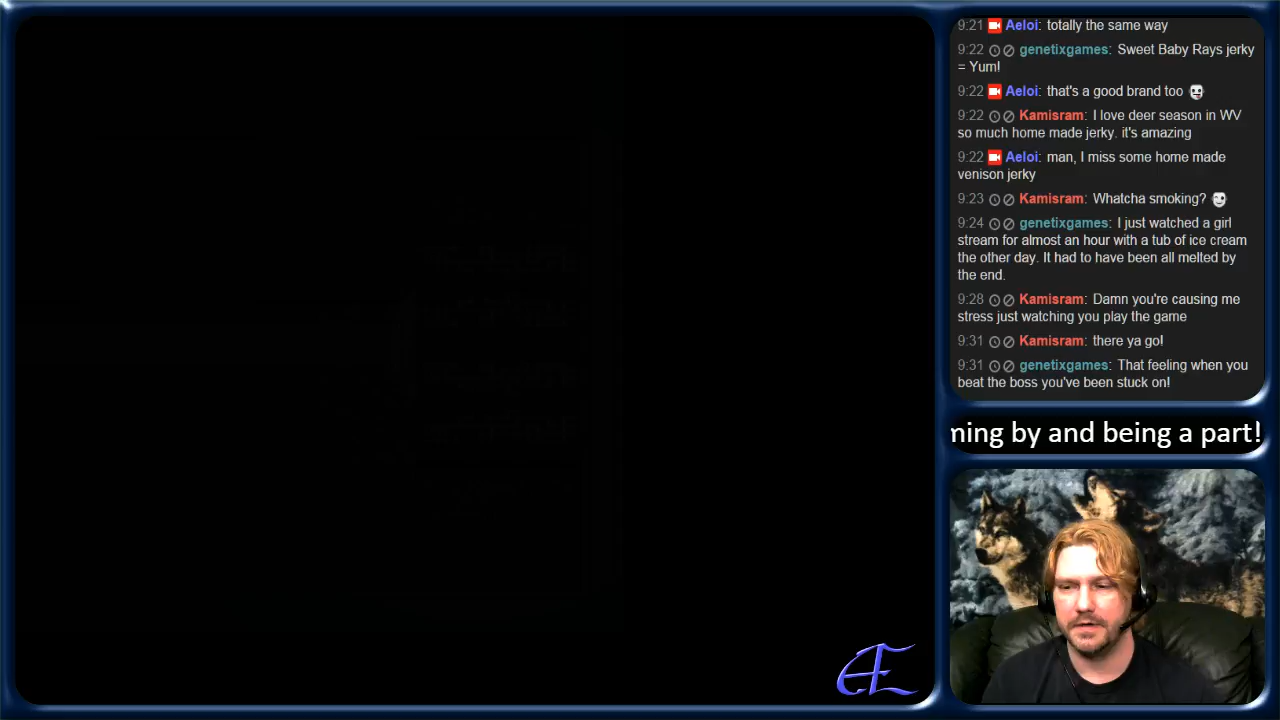 9:21 Aeloi: totally the same way
9:22 genetixgames: Sweet Baby Rays jerky
= Yum!
9:22 Aeloi: that's a good brand too
9:22 Kamisram: I love deer season in WV
so much home made jerky. it's amazing
9:22 Aeloi: man, I miss some home made
venison jerky
9:23 Kamisram: Whatcha smoking?
9:24 genetixgames: I just watched a girl
stream for almost an hour with a tub of ice cream
the other day. It had to have been all melted by
the end.
9:28 Kamisram: Damn you're causing me
stress just watching you play the game
9:31 Kamisram: there ya go!
9:31 genetixgames: That feeling when you
beat the boss you've been stuck on!
ming by and being a part!